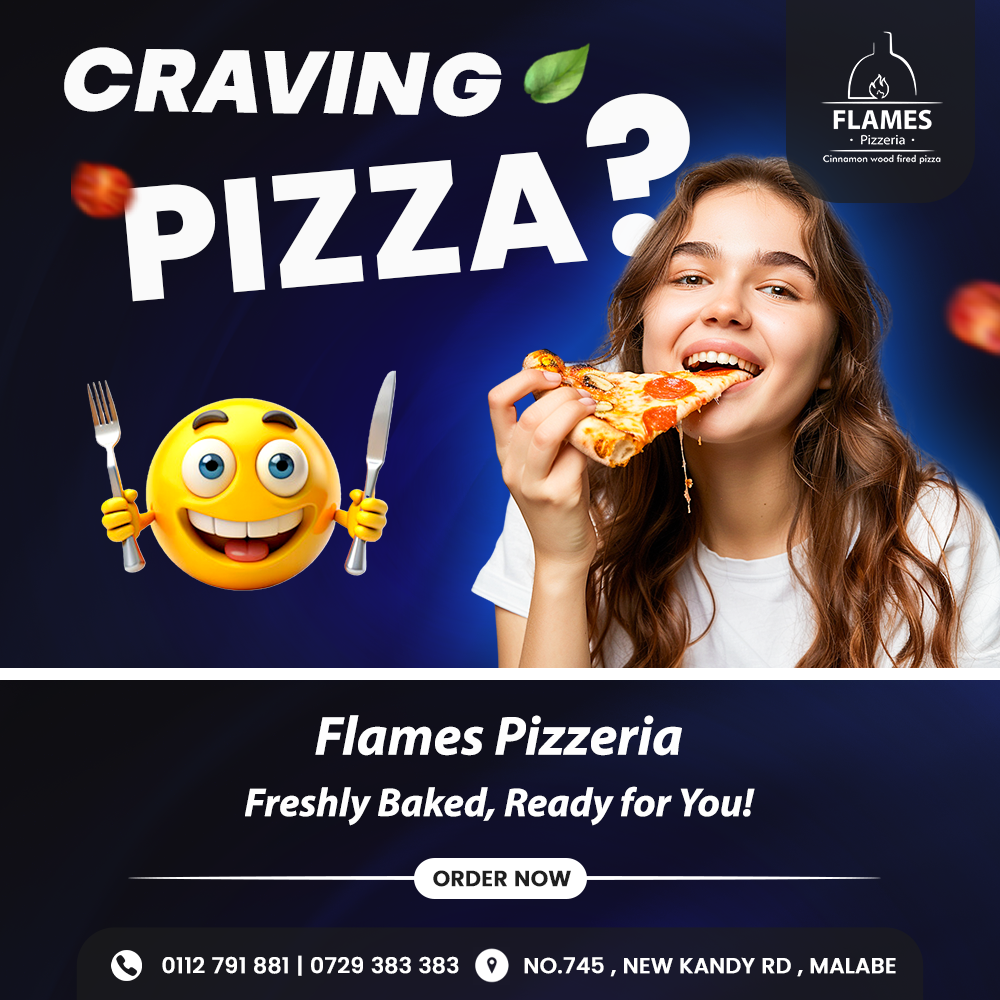 CRAVING
PIZZA?
FLAMES
· Pizzeria ·
Cinnamon wood fired pizza
Flames Pizzeria
Freshly Baked, Ready for You!
ORDER NOW
0112 791 881 | 0729 383 383
NO.745 , NEW KANDY RD , MALABE